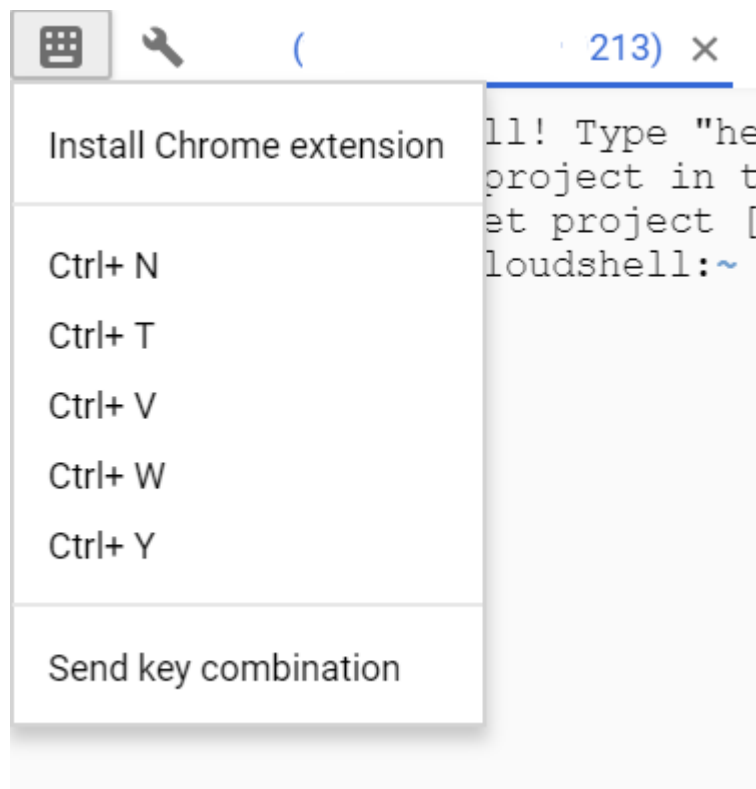 ( 213) ×
Install Chrome extension
ll! Type "he
project in t
et project [
loudshell:~
Ctrl+ N
Ctrl+ T
Ctrl+ V
Ctrl+ W
Ctrl+ Y
Send key combination